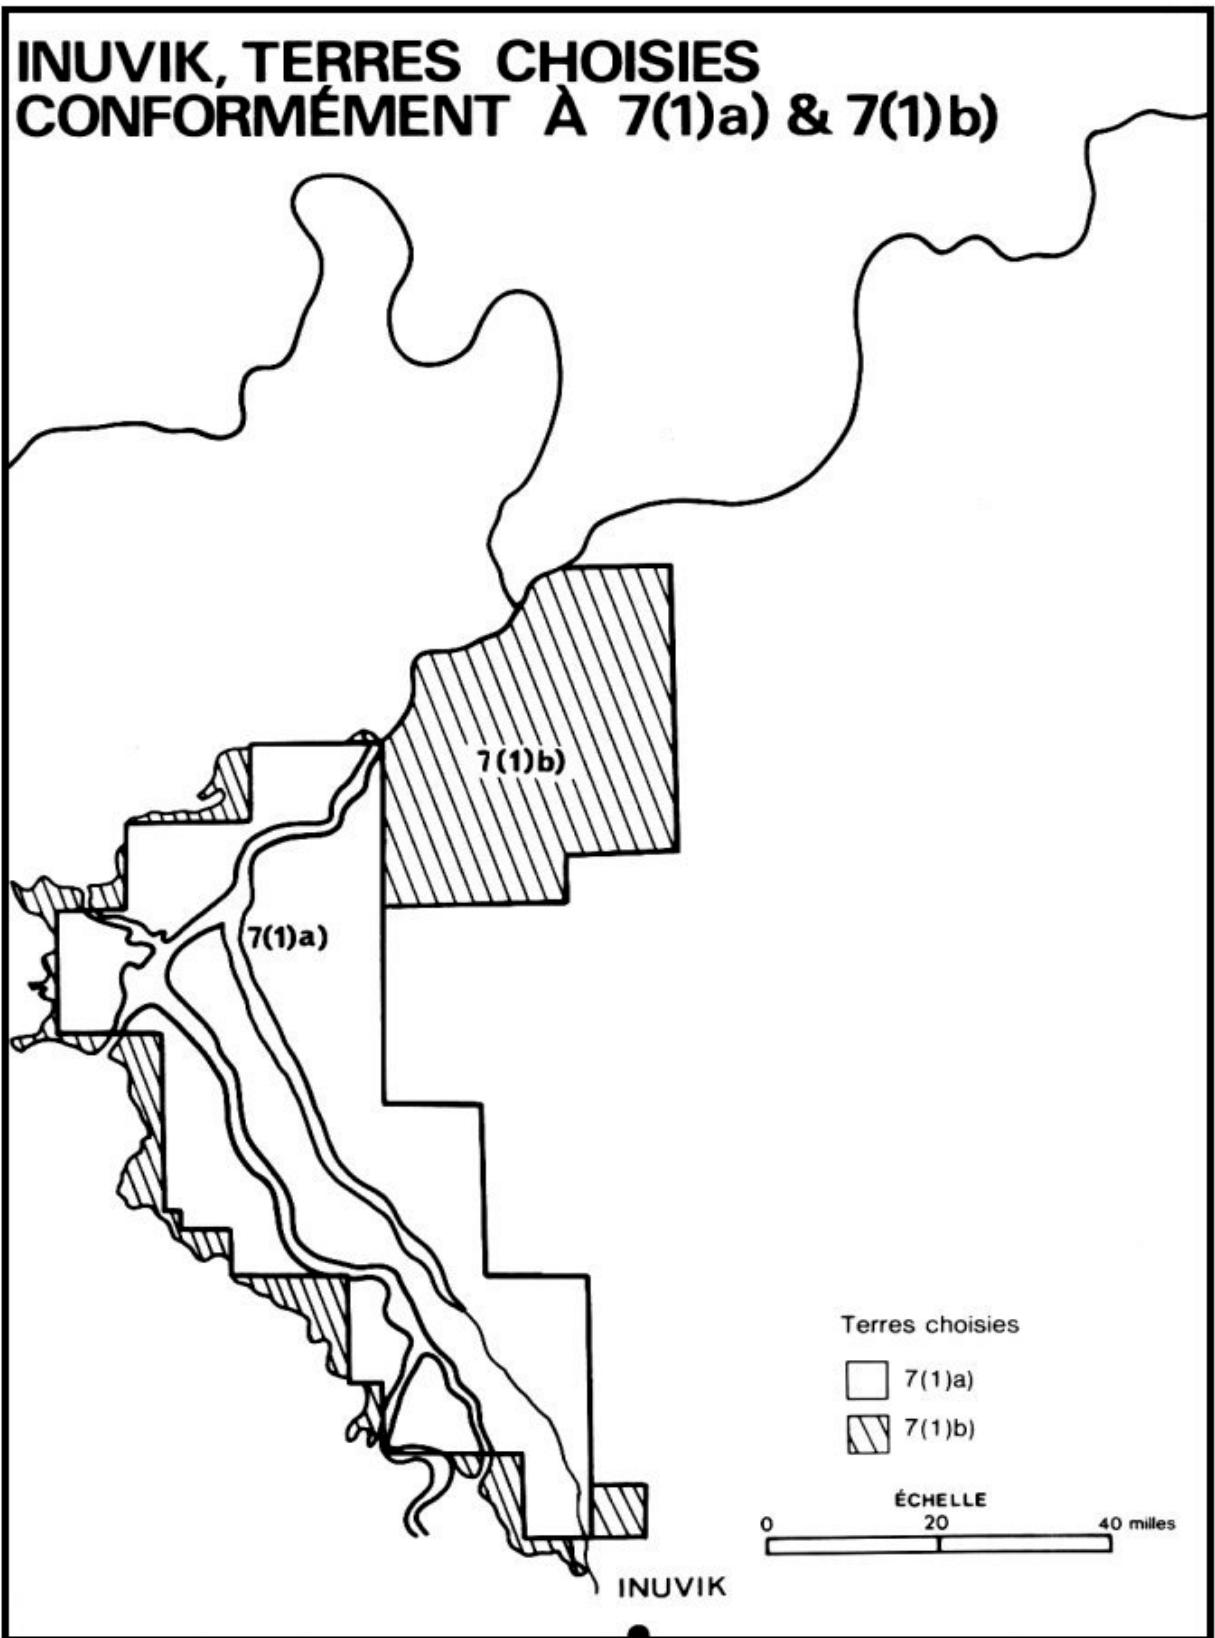 INUVIK, TERRES CHOISIES
CONFORMÉMENT À 7(1)a) & 7(1)b)
7(1)b)
7(1)a)
Terres choisies
7(1)a)
7(1)b)
ÉCHELLE
0 20 40 milles
INUVIK